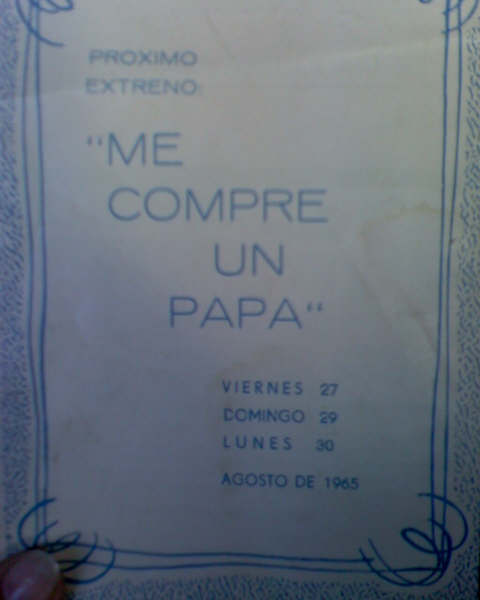 PROXIMO
EXTRENO:
“ME
COMPRE
UN
PAPA“
VIERNES 27
DOMINGO 29
LUNES 30
AGOSTO DE 1965